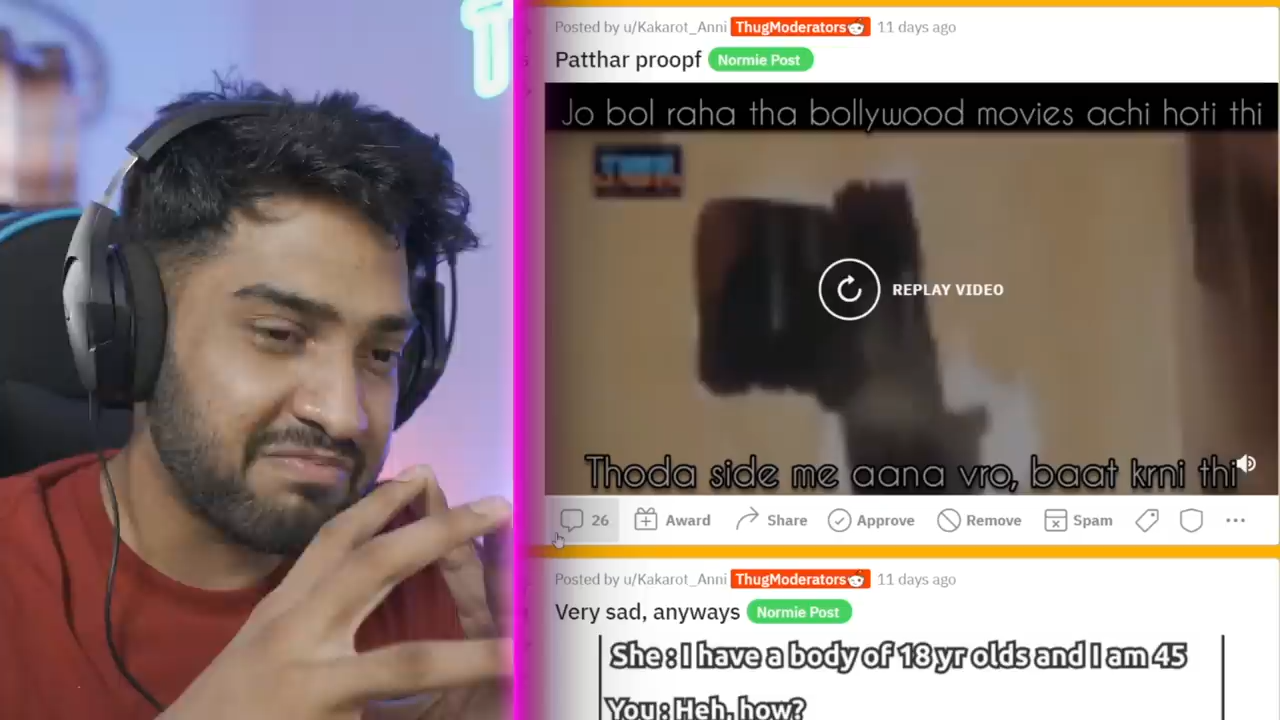 Posted by u/Kakarot_Anni ThugModerators 11 days ago
Patthar proopf Normie Post
Jo bol raha tha bollywood movies achi hoti thi
REPLAY VIDEO
Thoda side me aana vro, baat krni thi
26 Award Share Approve Remove Spam
Posted by u/Kakarot_Anni ThugModerators 11 days ago
Very sad, anyways Normie Post
She : I have a body of 18 yr olds and I am 45
You : Heh, how?